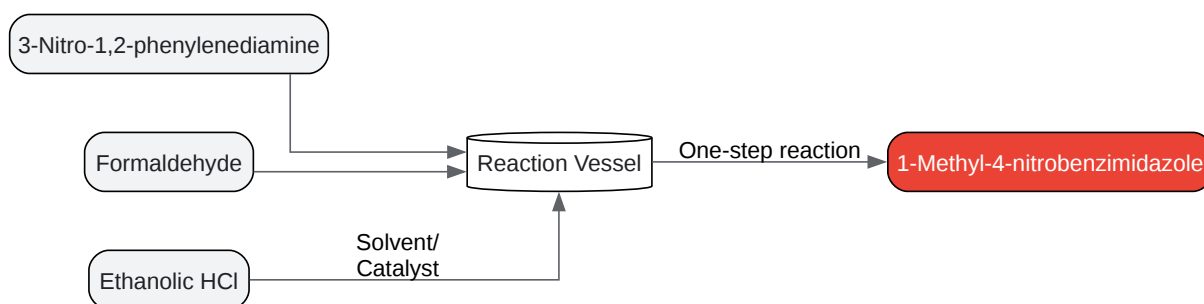 3-Nitro-1,2-phenylenediamine
Formaldehyde
Reaction Vessel
One-step reaction
1-Methyl-4-nitrobenzimidazole
Solvent/
Catalyst
Ethanolic HCl